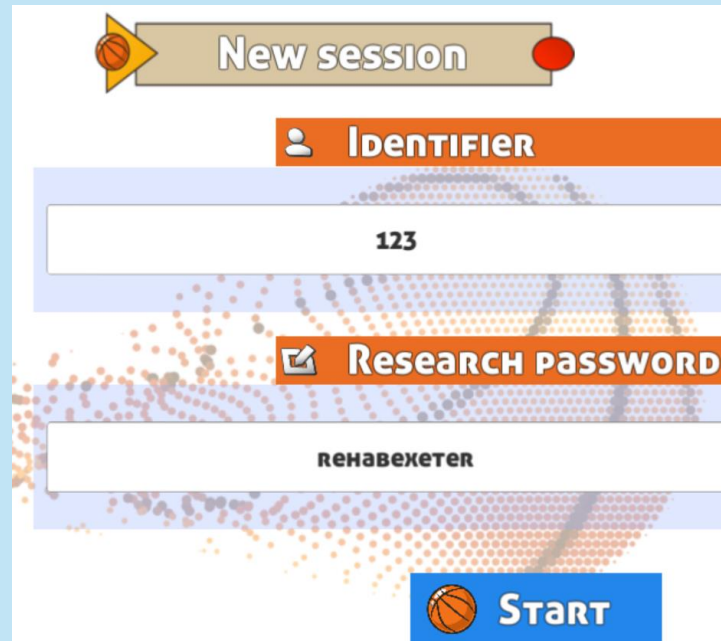 New session
Identifier
123
Research password
rehabexeter
Start